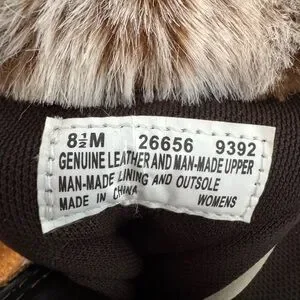 8½M 26656 9392
GENUINE LEATHER AND MAN-MADE UPPER
MAN-MADE LINING AND OUTSOLE
MADE IN CHINA WOMENS